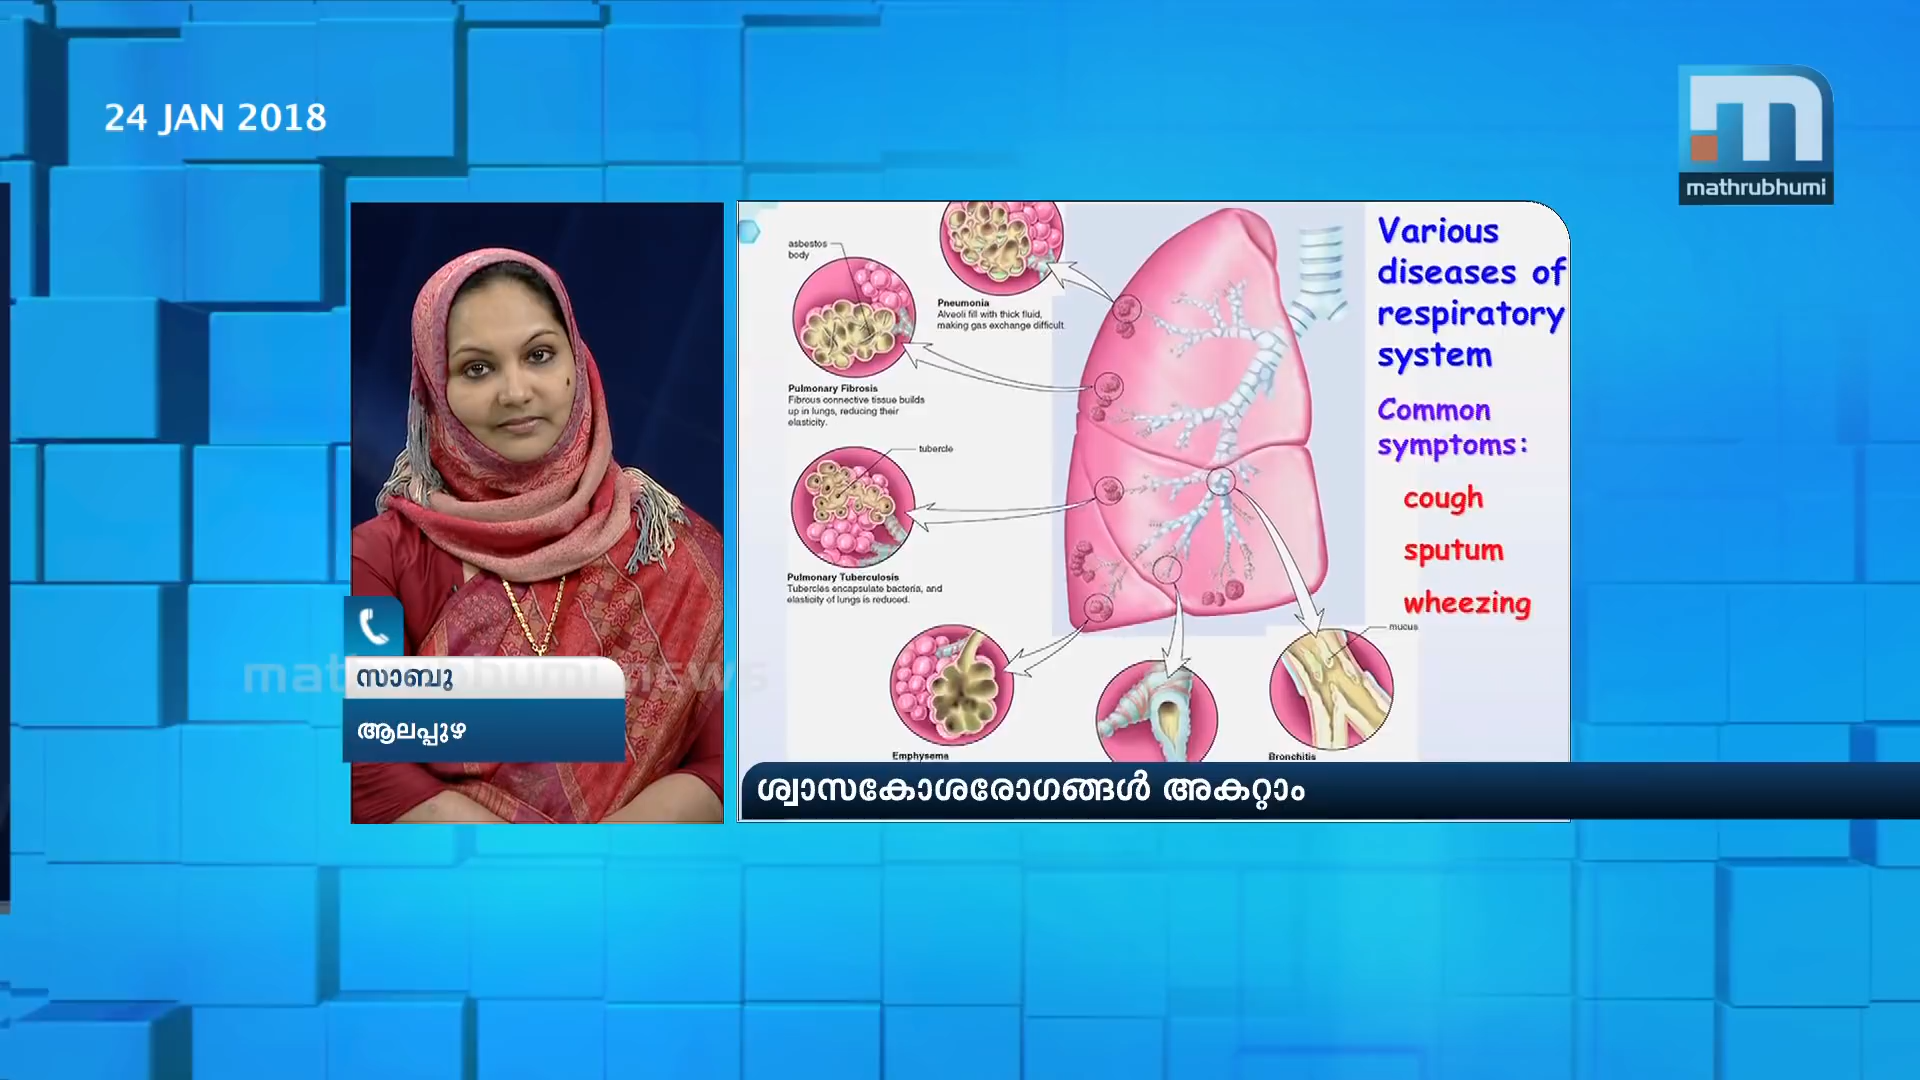 24 JAN 2018
mathrubhumi
asbestos
body
Pneumonia
Alveoli fill with thick fluid,
making gas exchange difficult.
Pulmonary Fibrosis
Fibrous connective tissue builds
up in lungs, reducing their
elasticity.
tubercle
Pulmonary Tuberculosis
Tubercles encapsulate bacteria, and
elasticity of lungs is reduced.
Emphysema
mucus
Bronchitis
Various
diseases of
respiratory
system
Common
symptoms:
cough
sputum
wheezing
mathrubhumi news
സാബു
ആലപ്പുഴ
ശ്വാസകോശരോഗങ്ങൾ അകറ്റാം